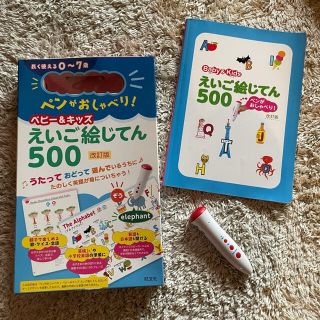 長く使える0~7歳
ペンがおしゃべり!
ベビー&キッズ
えいご絵じてん
500 改訂版
うたって おどって 遊んでいるうちに
たのしく英語が身についちゃう!
The Alphabet
ぞう
elephant
旺文社
Baby & Kids
えいご絵じてん
500
ペンが
おしゃべり!
改訂版